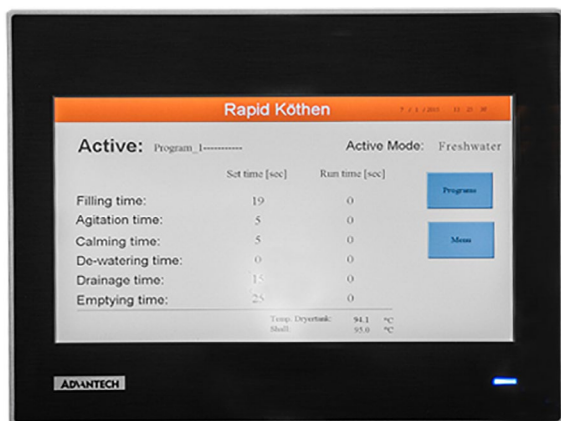 Rapid Köthen
Active: Program_1-----------
Active Mode: Freshwater
Set time [sec] Run time [sec]
Programs
Filling time: 19 0
Agitation time: 5 0
Calming time: 5 0
Menu
De-watering time: 0 0
Drainage time: 15 0
Emptying time: 25 0
Temp. Dryertank: 94.1 °C
Shall: 95.0 °C
ADVANTECH